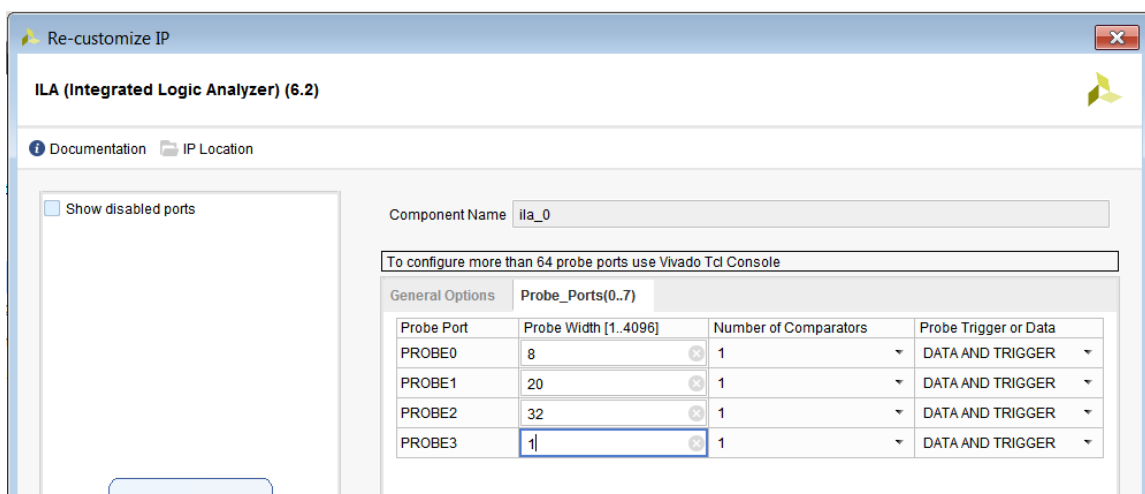 Re-customize IP
ILA (Integrated Logic Analyzer) (6.2)
Documentation IP Location
Show disabled ports
Component Name ila_0
To configure more than 64 probe ports use Vivado Tcl Console
General Options Probe_Ports(0..7)
Probe Port Probe Width [1..4096] Number of Comparators Probe Trigger or Data
PROBE0 8 1 DATA AND TRIGGER
PROBE1 20 1 DATA AND TRIGGER
PROBE2 32 1 DATA AND TRIGGER
PROBE3 1 1 DATA AND TRIGGER